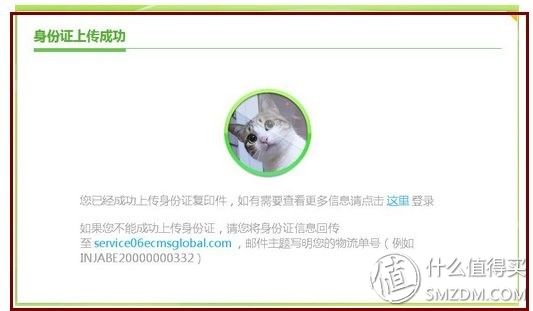 身份证上传成功
您已经成功上传身份证复印件，如有需要查看更多信息请点击 这里 登录
如果您不能成功上传身份证，请您将身份证信息回传
至 service06ecmsglobal.com ，邮件主题写明您的物流单号（例如
INJABE20000000332）
值 什么值得买
SMZDM.COM